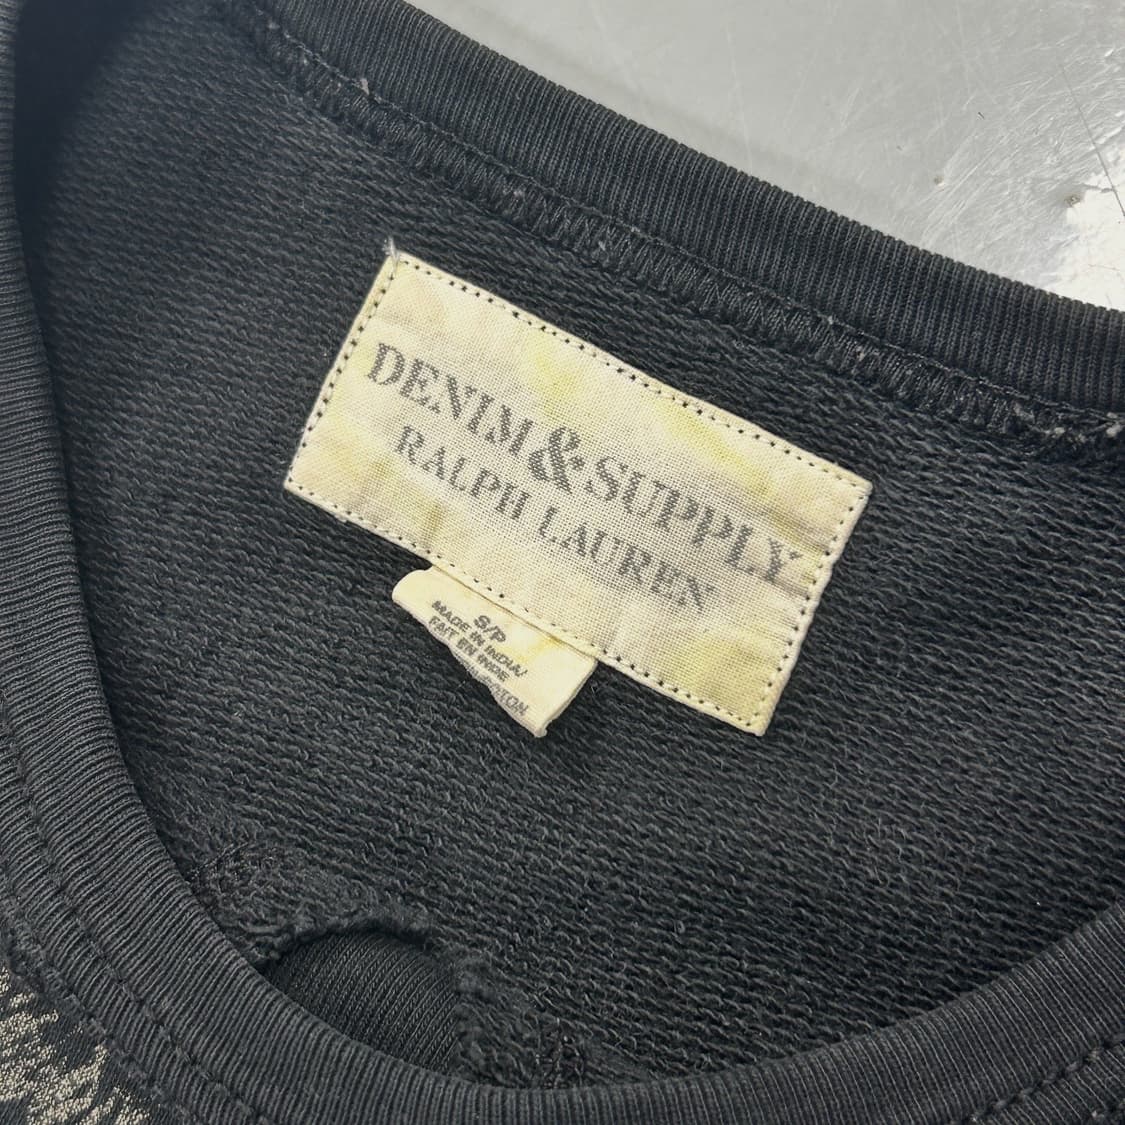 DENIM & SUPPLY
RALPH LAUREN
S/P
MADE IN INDIA/
FAIT EN INDE